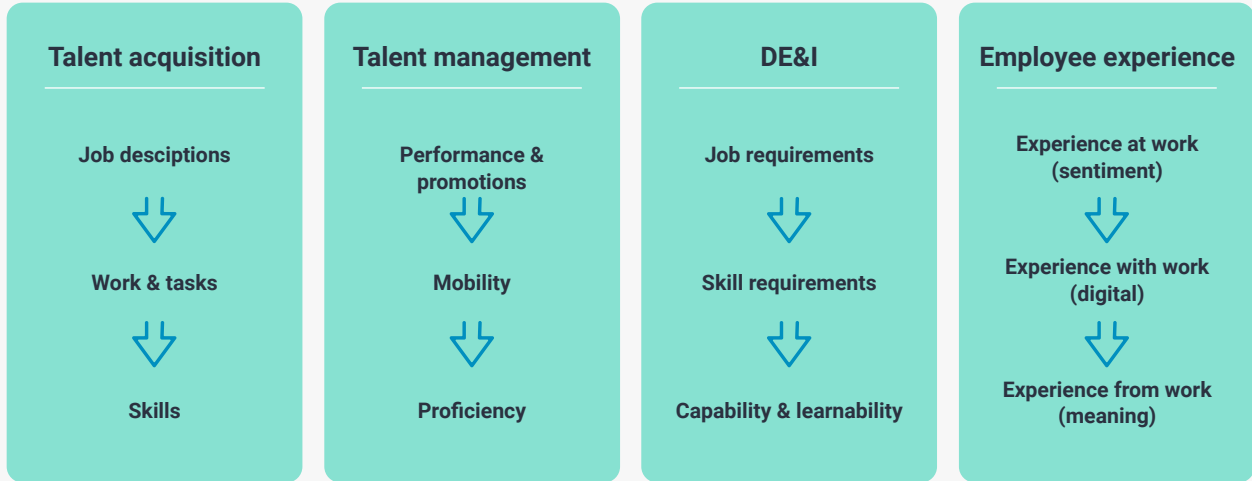 Talent acquisition
Job desciptions
Work & tasks
Skills
Talent management
Performance &
promotions
Mobility
Proficiency
DE&I
Job requirements
Skill requirements
Capability & learnability
Employee experience
Experience at work
(sentiment)
Experience with work
(digital)
Experience from work
(meaning)